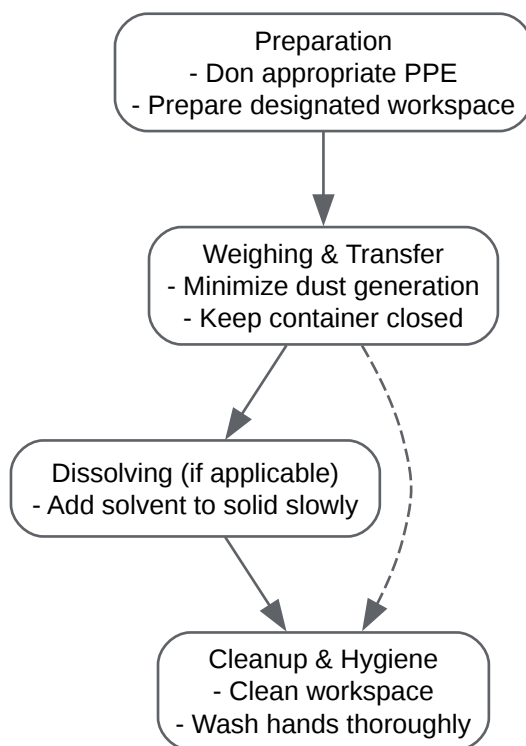 Preparation
- Don appropriate PPE
- Prepare designated workspace
Weighing & Transfer
- Minimize dust generation
- Keep container closed
Dissolving (if applicable)
- Add solvent to solid slowly
Cleanup & Hygiene
- Clean workspace
- Wash hands thoroughly